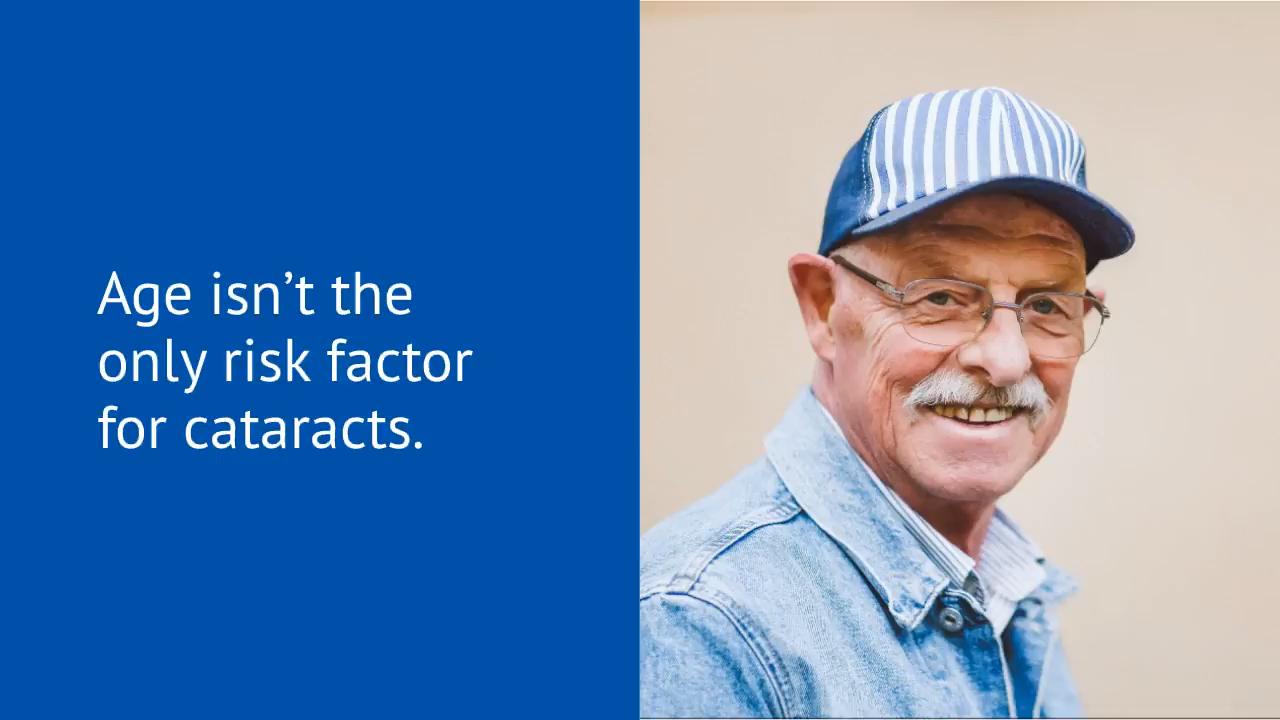 Age isn’t the
only risk factor
for cataracts.